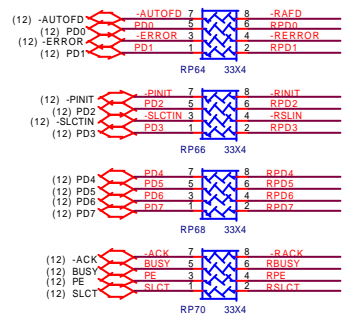 (12) -AUTOFD -AUTOFD 7 8 -RAFD
(12) PD0 PD0 5 6 RPD0
(12) -ERROR -ERROR 3 4 -RERROR
(12) PD1 PD1 1 2 RPD1
RP64 33X4
(12) -PINIT -PINIT 7 8 -RINIT
(12) PD2 PD2 5 6 RPD2
(12) -SLCTIN -SLCTIN 3 4 -RSLIN
(12) PD3 PD3 1 2 RPD3
RP66 33X4
(12) PD4 PD4 7 8 RPD4
(12) PD5 PD5 5 6 RPD5
(12) PD6 PD6 3 4 RPD6
(12) PD7 PD7 1 2 RPD7
RP68 33X4
(12) -ACK -ACK 7 8 -RACK
(12) BUSY BUSY 5 6 RBUSY
(12) PE PE 3 4 RPE
(12) SLCT SLCT 1 2 RSLCT
RP70 33X4